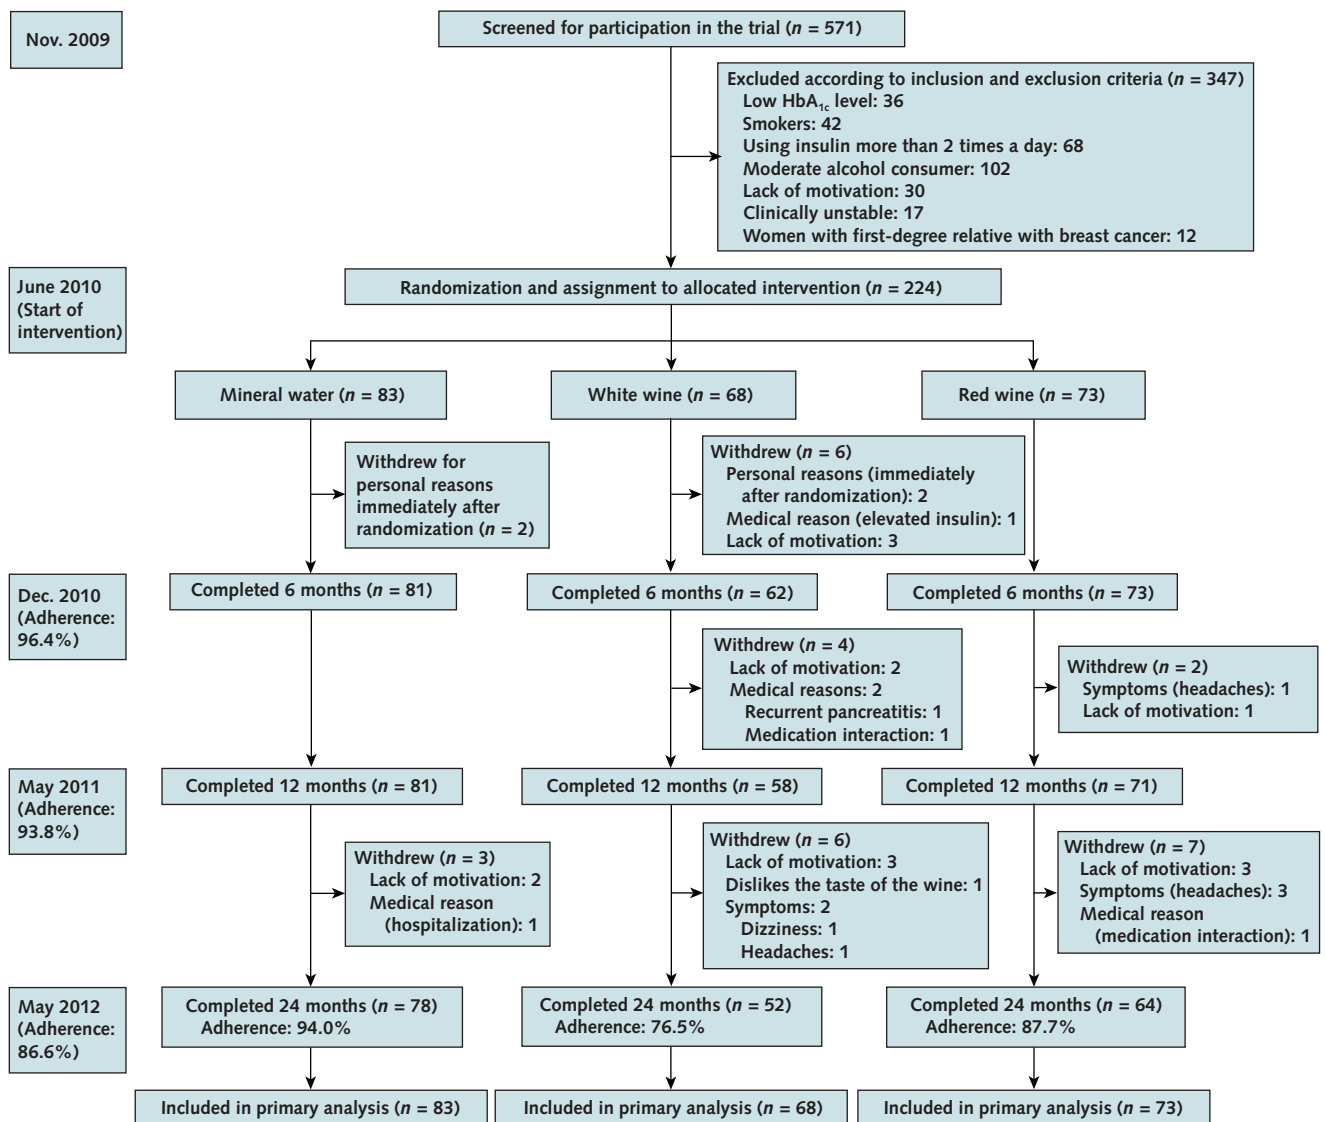 Nov. 2009
Screened for participation in the trial (n = 571)
Excluded according to inclusion and exclusion criteria (n = 347)
Low HbA1c level: 36
Smokers: 42
Using insulin more than 2 times a day: 68
Moderate alcohol consumer: 102
Lack of motivation: 30
Clinically unstable: 17
Women with first-degree relative with breast cancer: 12
June 2010
(Start of
intervention)
Randomization and assignment to allocated intervention (n = 224)
Mineral water (n = 83)
White wine (n = 68)
Red wine (n = 73)
Withdrew for
personal reasons
immediately after
randomization (n = 2)
Withdrew (n = 6)
Personal reasons (immediately
after randomization): 2
Medical reason (elevated insulin): 1
Lack of motivation: 3
Dec. 2010
(Adherence:
96.4%)
Completed 6 months (n = 81)
Completed 6 months (n = 62)
Completed 6 months (n = 73)
Withdrew (n = 4)
Lack of motivation: 2
Medical reasons: 2
Recurrent pancreatitis: 1
Medication interaction: 1
Withdrew (n = 2)
Symptoms (headaches): 1
Lack of motivation: 1
May 2011
(Adherence:
93.8%)
Completed 12 months (n = 81)
Completed 12 months (n = 58)
Completed 12 months (n = 71)
Withdrew (n = 3)
Lack of motivation: 2
Medical reason
(hospitalization): 1
Withdrew (n = 6)
Lack of motivation: 3
Dislikes the taste of the wine: 1
Symptoms: 2
Dizziness: 1
Headaches: 1
Withdrew (n = 7)
Lack of motivation: 3
Symptoms (headaches): 3
Medical reason
(medication interaction): 1
May 2012
(Adherence:
86.6%)
Completed 24 months (n = 78)
Adherence: 94.0%
Completed 24 months (n = 52)
Adherence: 76.5%
Completed 24 months (n = 64)
Adherence: 87.7%
Included in primary analysis (n = 83)
Included in primary analysis (n = 68)
Included in primary analysis (n = 73)